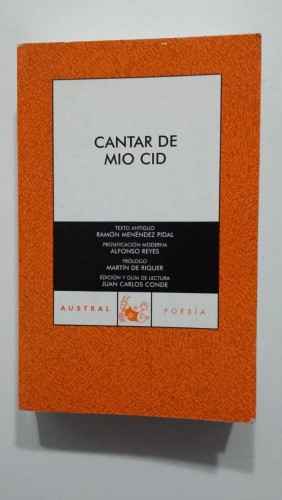 CANTAR DE
MIO CID
TEXTO ANTIGUO
RAMÓN MENÉNDEZ PIDAL
PROSIFICACIÓN MODERNA
ALFONSO REYES
PRÓLOGO
MARTÍN DE RIQUER
EDICIÓN Y GUÍA DE LECTURA
JUAN CARLOS CONDE
AUSTRAL POESÍA